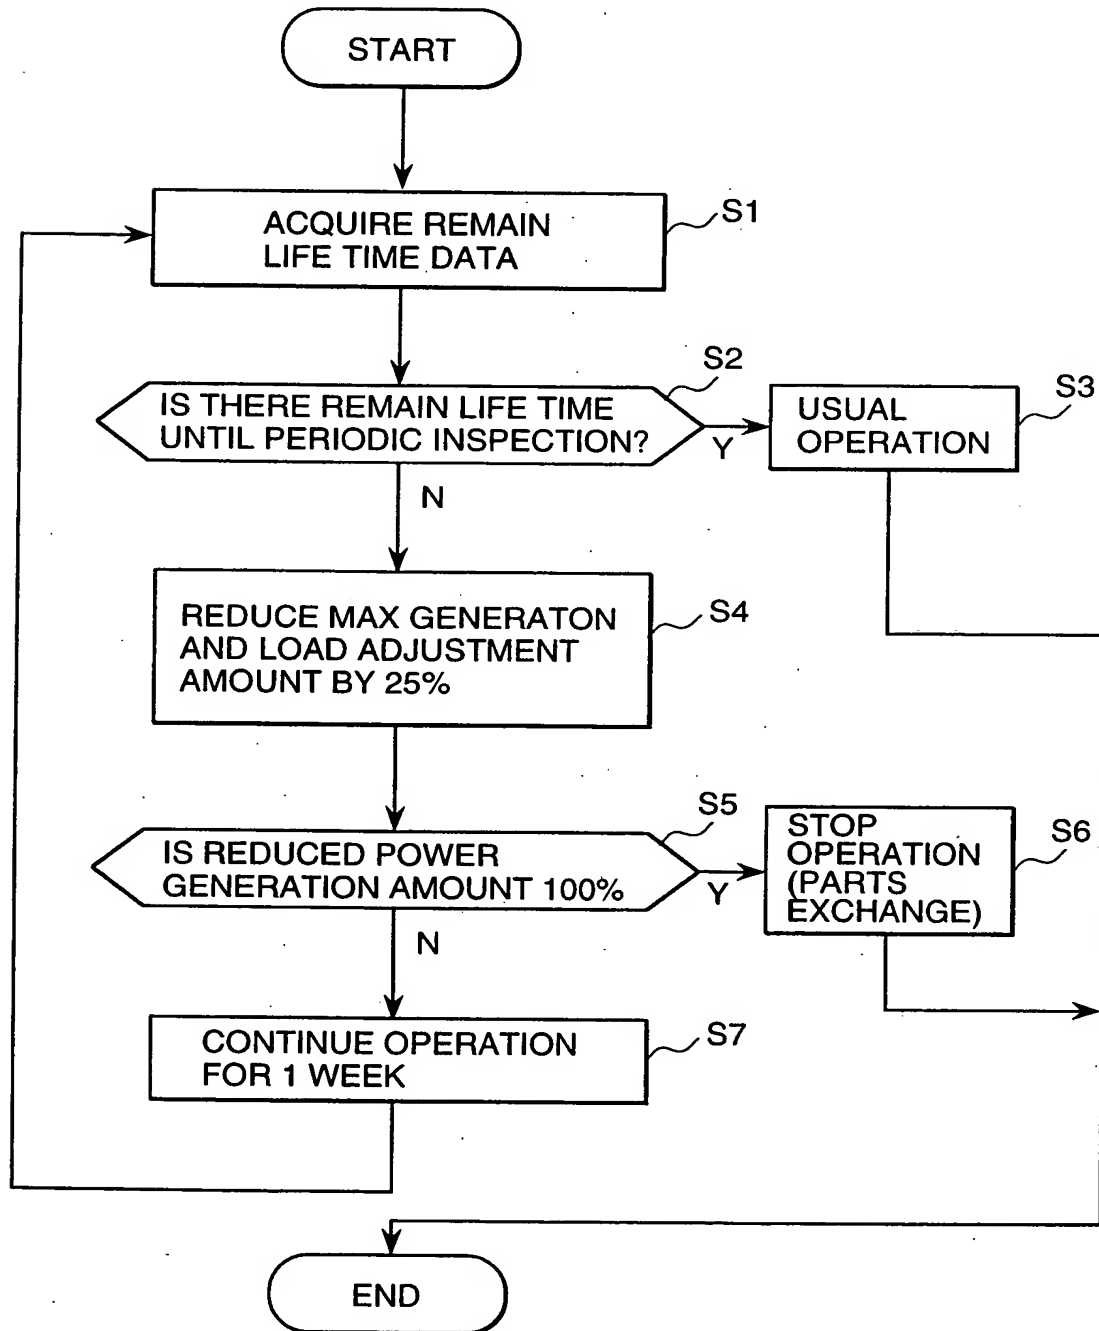 START
ACQUIRE REMAIN
LIFE TIME DATA
S1
IS THERE REMAIN LIFE TIME
UNTIL PERIODIC INSPECTION?
S2
Y
USUAL
OPERATION
S3
N
REDUCE MAX GENERATON
AND LOAD ADJUSTMENT
AMOUNT BY 25%
S4
IS REDUCED POWER
GENERATION AMOUNT 100%
S5
Y
STOP
OPERATION
(PARTS
EXCHANGE)
S6
N
CONTINUE OPERATION
FOR 1 WEEK
S7
END